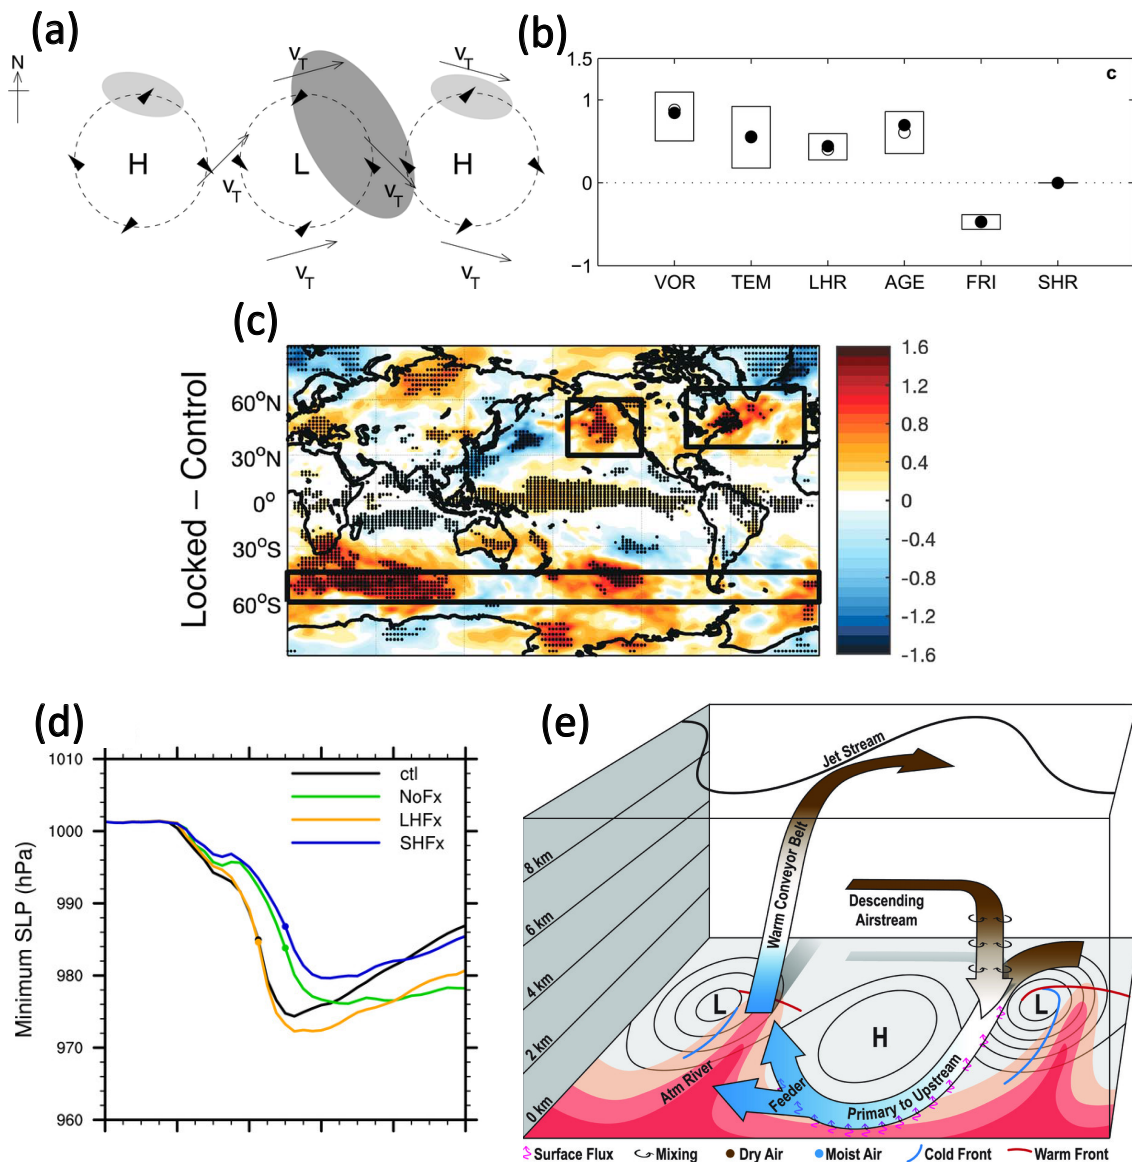 (a)
N
V_T
V_T
H
L
H
V_T
V_T
V_T
V_T
(b)
c
1.5
1
0
−1
VOR TEM LHR AGE FRI SHR
(c)
Locked – Control
60°N
30°N
0°
30°S
60°S
1.6
1.2
0.8
0.4
0
-0.4
-0.8
-1.2
-1.6
(d)
Minimum SLP (hPa)
1010
1000
990
980
970
960
ctl
NoFx
LHFx
SHFx
(e)
Jet Stream
8 km
6 km
4 km
2 km
0 km
Warm Conveyor Belt
Descending
Airstream
L
H
L
Atm River
Feeder
Primary to Upstream
Surface Flux Mixing Dry Air Moist Air Cold Front Warm Front